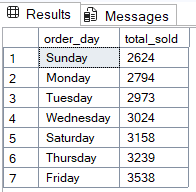 Results Messages
order_day total_sold
1 Sunday 2624
2 Monday 2794
3 Tuesday 2973
4 Wednesday 3024
5 Saturday 3158
6 Thursday 3239
7 Friday 3538